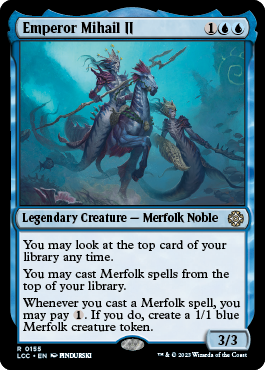 Emperor Mihail II 1
Legendary Creature — Merfolk Noble
You may look at the top card of your
library any time.
You may cast Merfolk spells from the
top of your library.
Whenever you cast a Merfolk spell, you
may pay 1. If you do, create a 1/1 blue
Merfolk creature token.
3/3
R 0155
LCC • EN PINDURSKI
™ & © 2023 Wizards of the Coast